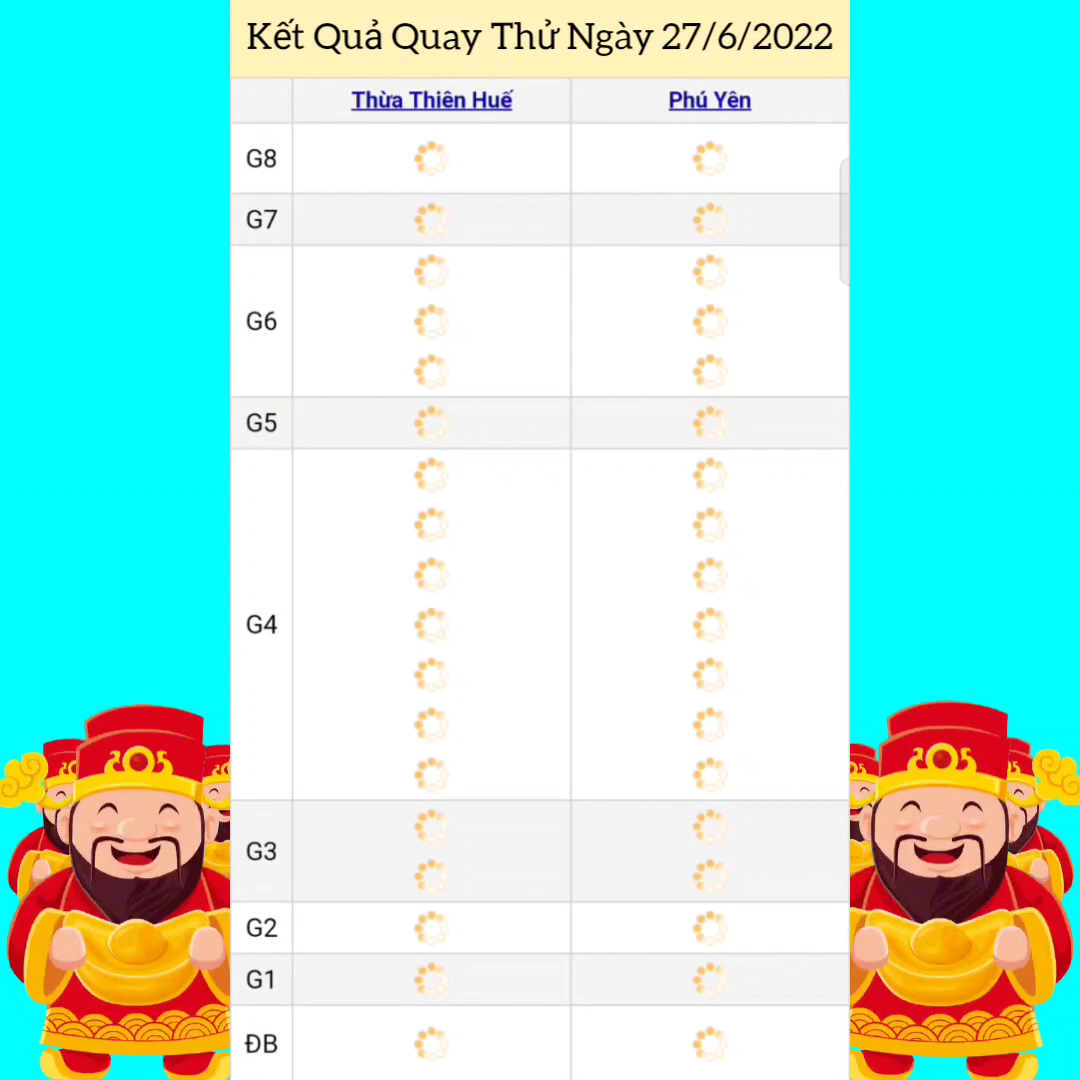 Kết Quả Quay Thử Ngày 27/6/2022
Thừa Thiên Huế Phú Yên
G8
G7
G6
G5
G4
G3
G2
G1
ĐB